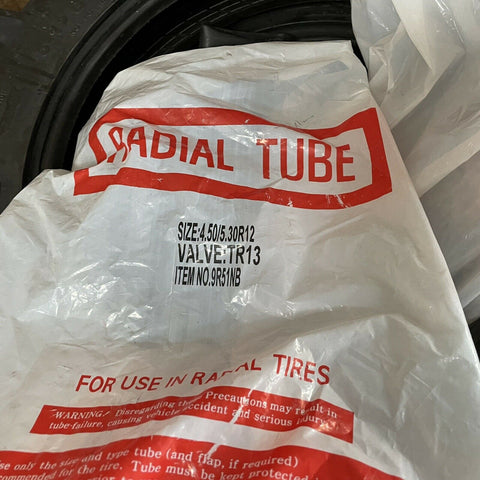 RADIAL TUBE
SIZE:4.50/5.30R12
VALVE:TR13
ITEM NO.9R51NB
FOR USE IN RADIAL TIRES
WARNING! Disregarding these Precautions may result in
tube-failure, causing vehicle accident and serious injury.
use only the size and type tube (and flap, if required)
recommended for the tire. Tube must be kept protected